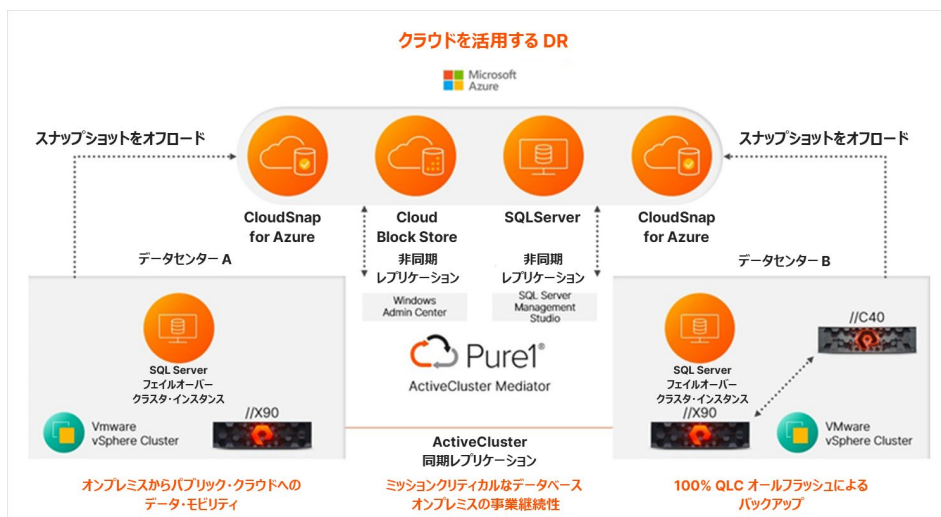 クラウドを活用する DR
Microsoft
Azure
スナップショットをオフロード
スナップショットをオフロード
CloudSnap
for Azure
Cloud
Block Store
SQLServer
CloudSnap
for Azure
データセンター A
非同期
レプリケーション
非同期
レプリケーション
データセンター B
Windows
Admin Center
SQL Server
Management
Studio
//C40
Pure1®
ActiveCluster Mediator
SQL Server
フェイルオーバー
クラスタ・インスタンス
SQL Server
フェイルオーバー
クラスタ・インスタンス
//X90
//X90
Vmware
vSphere Cluster
VMware
vSphere Cluster
ActiveCluster
同期レプリケーション
オンプレミスからパブリック・クラウドへの
データ・モビリティ
ミッションクリティカルなデータベース
オンプレミスの事業継続性
100% QLC オールフラッシュによる
バックアップ